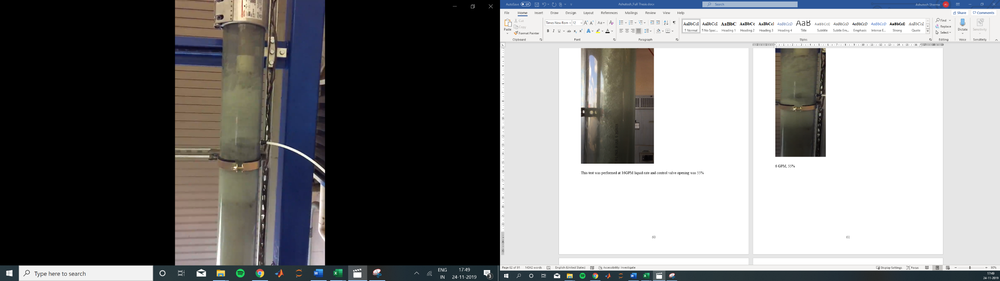 Type here to search
ENG
IN
17:49
24-11-2019
3
AutoSave
Off
Ashutosh_Full Thesis.docx
Search
Ashutosh Sharma
AS
File
Home
Insert
Draw
Design
Layout
References
Mailings
Review
View
Help
Share
Comments
Paste
Cut
Copy
Format Painter
Clipboard
Times New Rom
12
Font
Paragraph
AaBbCcI
¶ Normal
AaBbCcI
¶ No Spac...
AaBbC
Heading 1
AaBbCc
Heading 2
AaBbCcI
Heading 3
AaBbCcD
Heading 4
AaB
Title
AaBbCcD
Subtitle
AaBbCcD
Subtle Em...
AaBbCcD
Emphasis
AaBbCcD
Intense E...
AaBbCcD
Strong
AaBbCcI
Quote
Styles
Find
Replace
Select
Editing
Dictate
Voice
Sensitivity
Sensitivity
This test was performed at 16GPM liquid rate and control valve opening was 55%
60
6 GPM, 55%
61
Page 62 of 91
14342 words
English (United States)
Accessibility: Investigate
Display Settings
Focus
90%
17:49
24-11-2019